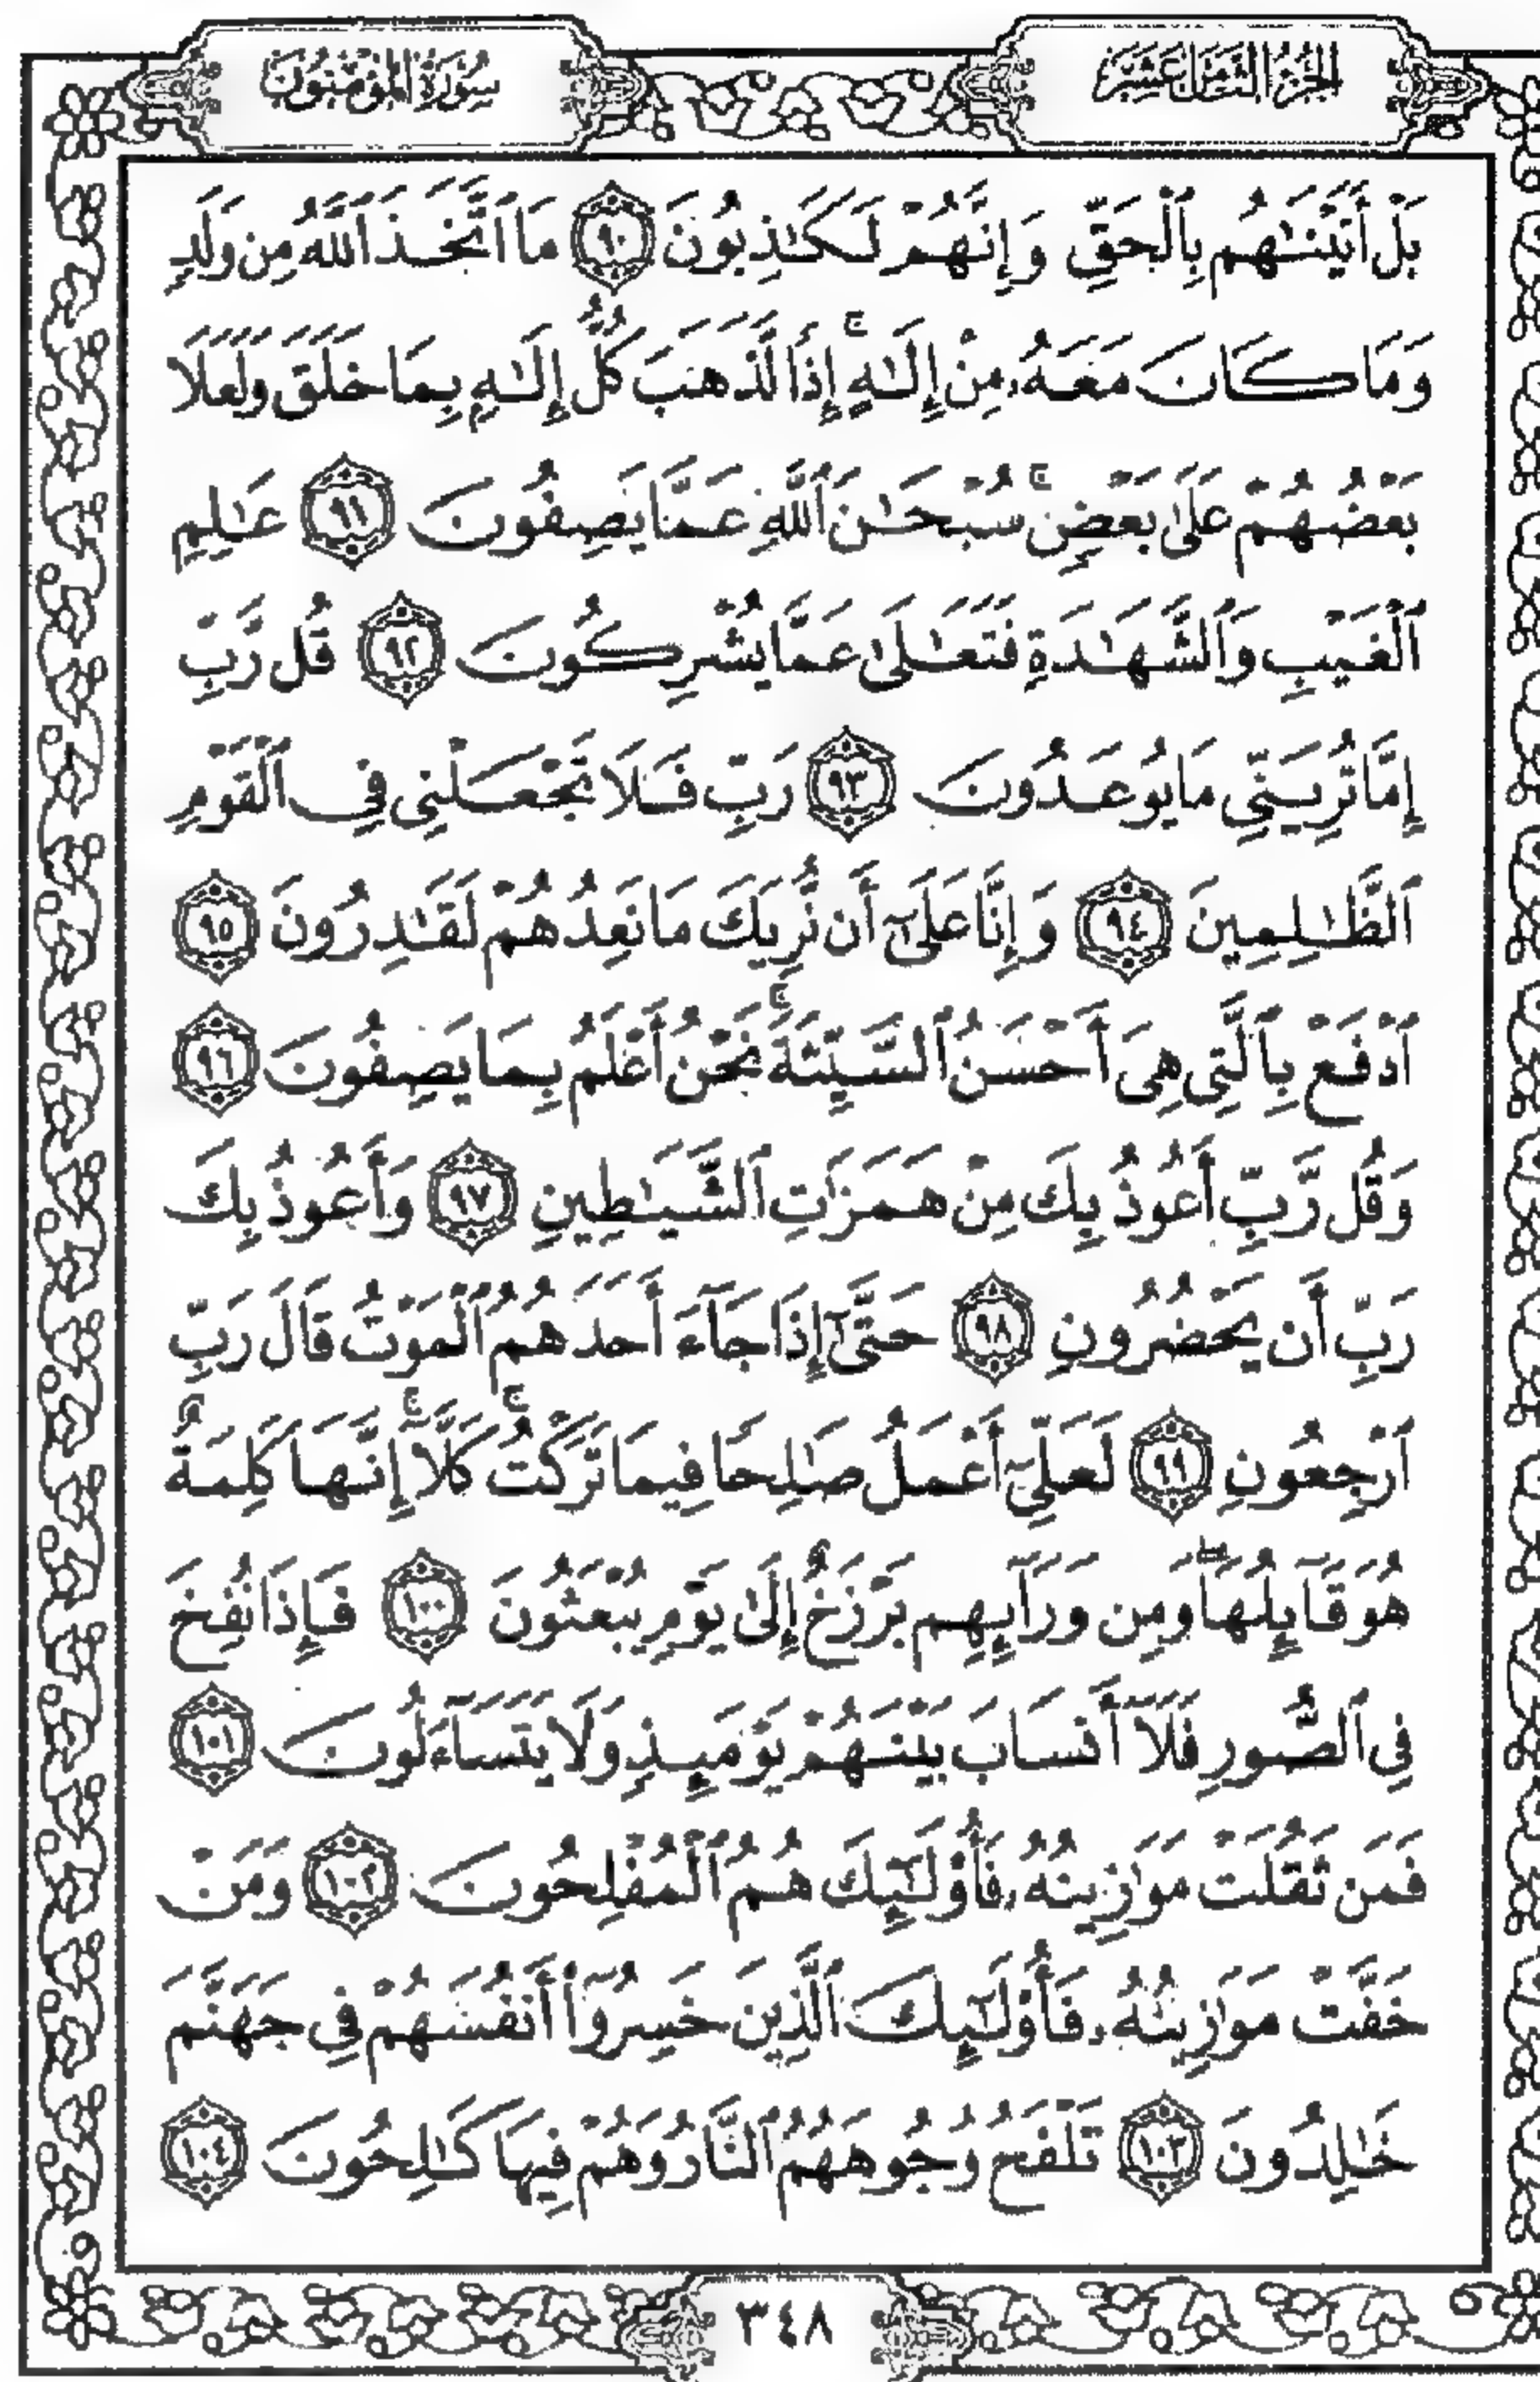 الجزء الثامن عشر
سورة المؤمنون
بَلْ أَتَيْنَٰهُم بِٱلْحَقِّ وَإِنَّهُمْ لَكَٰذِبُونَ ٩٠ مَا ٱتَّخَذَ ٱللَّهُ مِن وَلَدٍ
وَمَا كَانَ مَعَهُۥ مِنْ إِلَٰهٍ ۚ إِذًا لَّذَهَبَ كُلُّ إِلَٰهٍۭ بِمَا خَلَقَ وَلَعَلَا
بَعْضُهُمْ عَلَىٰ بَعْضٍ ۚ سُبْحَٰنَ ٱللَّهِ عَمَّا يَصِفُونَ ٩١ عَٰلِمِ
ٱلْغَيْبِ وَٱلشَّهَٰدَةِ فَتَعَٰلَىٰ عَمَّا يُشْرِكُونَ ٩٢ قُل رَّبِّ
إِمَّا تُرِيَنِّى مَا يُوعَدُونَ ٩٣ رَبِّ فَلَا تَجْعَلْنِى فِى ٱلْقَوْمِ
ٱلظَّٰلِمِينَ ٩٤ وَإِنَّا عَلَىٰٓ أَن نُّرِيَكَ مَا نَعِدُهُمْ لَقَٰدِرُونَ ٩٥
ٱدْفَعْ بِٱلَّتِى هِىَ أَحْسَنُ ٱلسَّيِّئَةَ ۚ نَحْنُ أَعْلَمُ بِمَا يَصِفُونَ ٩٦
وَقُل رَّبِّ أَعُوذُ بِكَ مِنْ هَمَزَٰتِ ٱلشَّيَٰطِينِ ٩٧ وَأَعُوذُ بِكَ
رَبِّ أَن يَحْضُرُونِ ٩٨ حَتَّىٰٓ إِذَا جَآءَ أَحَدَهُمُ ٱلْمَوْتُ قَالَ رَبِّ
ٱرْجِعُونِ ٩٩ لَعَلِّىٓ أَعْمَلُ صَٰلِحًا فِيمَا تَرَكْتُ ۚ كَلَّآ ۚ إِنَّهَا كَلِمَةٌ
هُوَ قَآئِلُهَا ۖ وَمِن وَرَآئِهِم بَرْزَخٌ إِلَىٰ يَوْمِ يُبْعَثُونَ ١٠٠ فَإِذَا نُفِخَ
فِى ٱلصُّورِ فَلَآ أَنسَابَ بَيْنَهُمْ يَوْمَئِذٍ وَلَا يَتَسَآءَلُونَ ١٠١
فَمَن ثَقُلَتْ مَوَٰزِينُهُۥ فَأُو۟لَٰٓئِكَ هُمُ ٱلْمُفْلِحُونَ ١٠٢ وَمَنْ
خَفَّتْ مَوَٰزِينُهُۥ فَأُو۟لَٰٓئِكَ ٱلَّذِينَ خَسِرُوٓا۟ أَنفُسَهُمْ فِى جَهَنَّمَ
خَٰلِدُونَ ١٠٣ تَلْفَحُ وُجُوهَهُمُ ٱلنَّارُ وَهُمْ فِيهَا كَٰلِحُونَ ١٠٤
٣٤٨